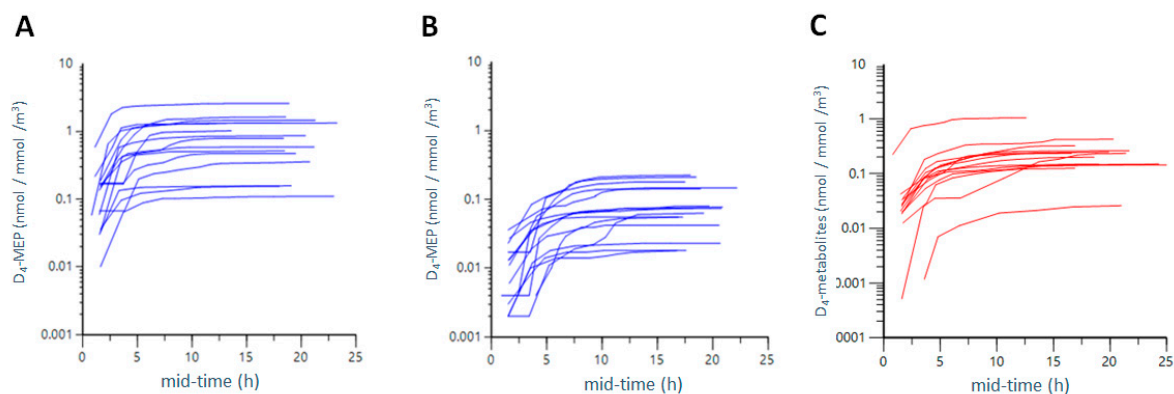 A
D₄-MEP (nmol / mmol /m³)
10
1
0.1
0.01
0.001
0 5 10 15 20 25
mid-time (h)
B
D₄-MEP (nmol / mmol /m³)
10
1
0.1
0.01
0.001
0 5 10 15 20 25
mid-time (h)
C
D₄-metabolites (nmol / mmol /m³)
10
1
0.1
0.01
0.001
0001
0 5 10 15 20 25
mid-time (h)